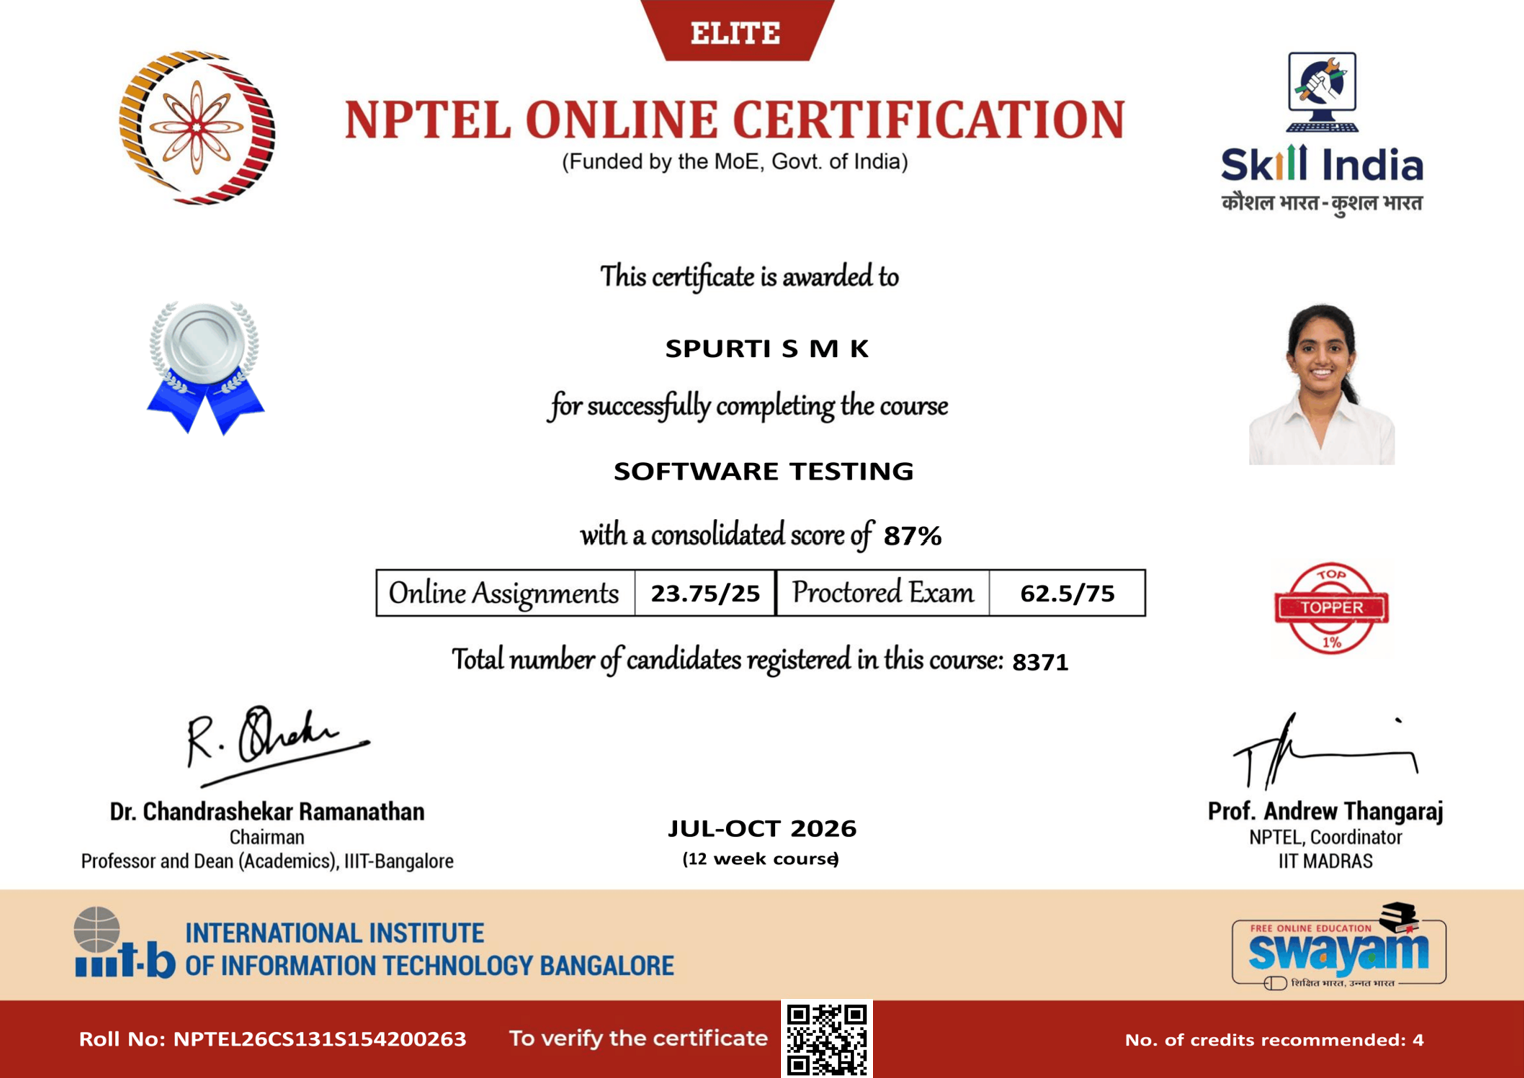 ELITE
NPTEL ONLINE CERTIFICATION
(Funded by the MoE, Govt. of India)
Skill India
कौशल भारत - कुशल भारत
This certificate is awarded to
SPURTI S M K
for successfully completing the course
SOFTWARE TESTING
with a consolidated score of 87%
Online Assignments 23.75/25 Proctored Exam 62.5/75
TOP
TOPPER
1%
Total number of candidates registered in this course: 8371
Dr. Chandrashekar Ramanathan
Chairman
Professor and Dean (Academics), IIIT-Bangalore
JUL-OCT 2026
(12 week course)
Prof. Andrew Thangaraj
NPTEL, Coordinator
IIT MADRAS
iiit-b
INTERNATIONAL INSTITUTE
OF INFORMATION TECHNOLOGY BANGALORE
FREE ONLINE EDUCATION
swayam
शिक्षित भारत, उन्नत भारत
Roll No: NPTEL26CS131S154200263
To verify the certificate
No. of credits recommended: 4